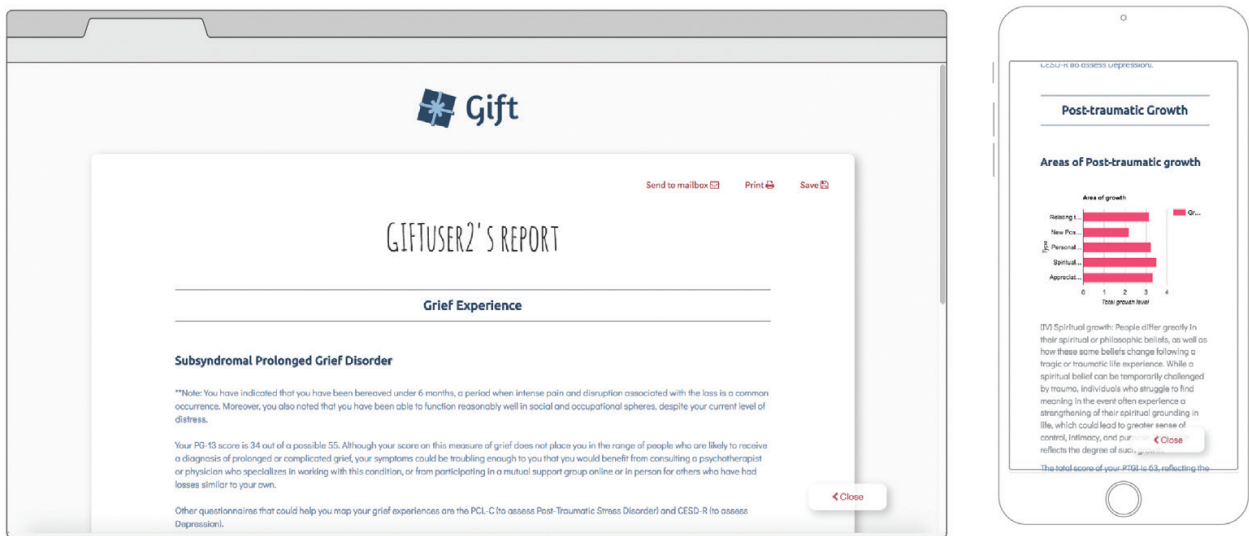 Gift
Send to mailbox
Print
Save
GIFTUSER2'S REPORT
Grief Experience
Subsyndromal Prolonged Grief Disorder
**Note: You have indicated that you have been bereaved under 6 months, a period when intense pain and disruption associated with the loss is a common
occurrence. Moreover, you also noted that you have been able to function reasonably well in social and occupational spheres, despite your current level of
distress.
Your PG-13 score is 34 out of a possible 55. Although your score on this measure of grief does not place you in the range of people who are likely to receive
a diagnosis of prolonged or complicated grief, your symptoms could be troubling enough to you that you would benefit from consulting a psychotherapist
or physician who specializes in working with this condition, or from participating in a mutual support group online or in person for others who have had
losses similar to your own.
Other questionnaires that could help you map your grief experiences are the PCL-C (to assess Post-Traumatic Stress Disorder) and CESD-R (to assess
Depression).
Close
CESD-R (to assess Depression).
Post-traumatic Growth
Areas of Post-traumatic growth
Area of growth
Gr...
Relating t...
New Pos...
Personal...
Spiritual...
Appreciat...
Type
0 1 2 3 4
Total growth level
(IV) Spiritual growth: People differ greatly in
their spiritual or philosophic beliefs, as well as
how these same beliefs change following a
tragic or traumatic life experience. While a
spiritual belief can be temporarily challenged
by trauma, individuals who struggle to find
meaning in the event often experience a
strengthening of their spiritual grounding in
life, which could lead to greater sense of
control, intimacy, and
Close
reflects the degree of such
The total score of your PTGI is 63, reflecting the